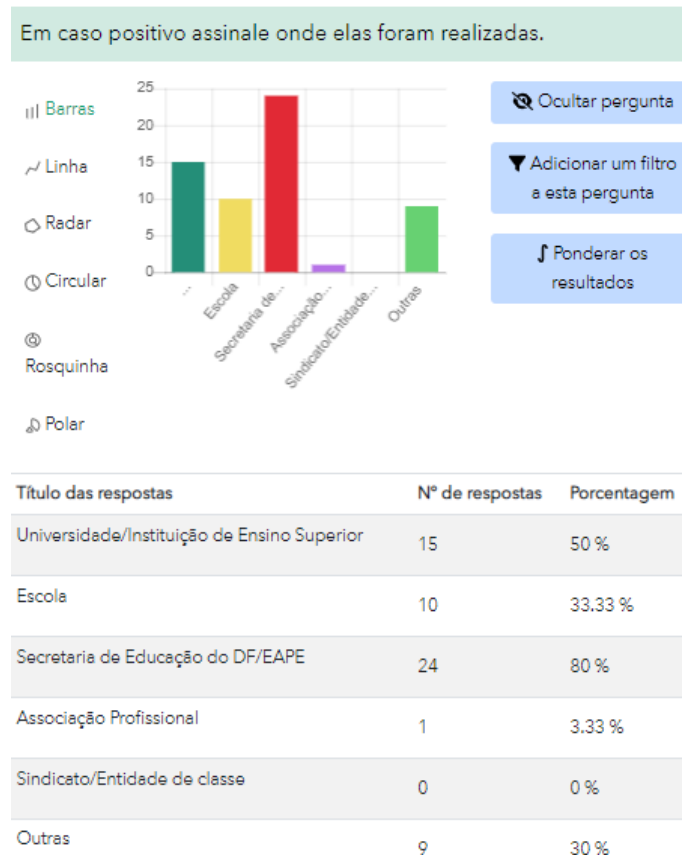 Em caso positivo assinale onde elas foram realizadas.
Barras
Linha
Radar
Circular
Rosquinha
Polar
25
20
15
10
5
0
...
Escola
Secretaria de...
Associação...
Sindicato/Entidade...
Outras
Ocultar pergunta
Adicionar um filtro
a esta pergunta
Ponderar os
resultados
Título das respostas Nº de respostas Porcentagem
Universidade/Instituição de Ensino Superior 15 50 %
Escola 10 33.33 %
Secretaria de Educação do DF/EAPE 24 80 %
Associação Profissional 1 3.33 %
Sindicato/Entidade de classe 0 0 %
Outras 9 30 %